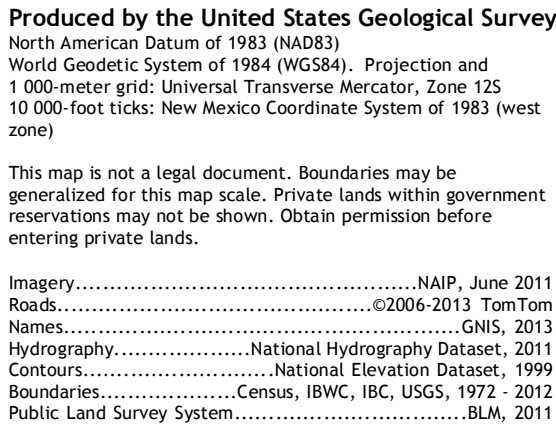 Produced by the United States Geological Survey
North American Datum of 1983 (NAD83)
World Geodetic System of 1984 (WGS84).  Projection and
1 000-meter grid: Universal Transverse Mercator, Zone 12S
10 000-foot ticks: New Mexico Coordinate System of 1983 (west
zone)
This map is not a legal document. Boundaries may be
generalized for this map scale. Private lands within government
reservations may not be shown. Obtain permission before
entering private lands.
Imagery..................................................NAIP, June 2011
Roads..............................................©2006-2013 TomTom
Names..........................................................GNIS, 2013
Hydrography....................National Hydrography Dataset, 2011
Contours............................National Elevation Dataset, 1999
Boundaries....................Census, IBWC, IBC, USGS, 1972 - 2012
Public Land Survey System..................................BLM, 2011